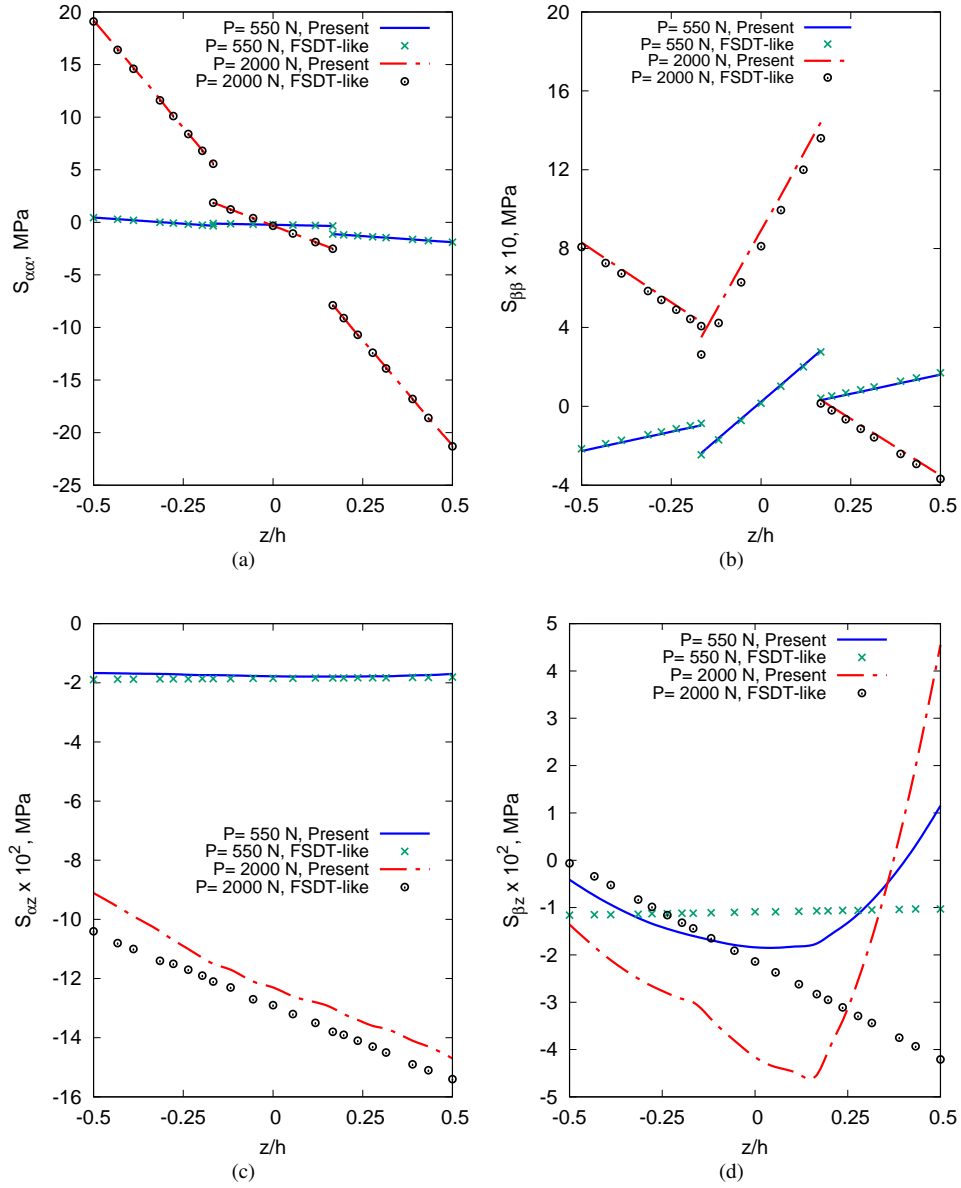 P= 550 N, Present
P= 550 N, FSDT-like
P= 2000 N, Present
P= 2000 N, FSDT-like
20
15
10
5
0
-5
-10
-15
-20
-25
S_αα, MPa
-0.5
-0.25
0
0.25
0.5
z/h
(a)
P= 550 N, Present
P= 550 N, FSDT-like
P= 2000 N, Present
P= 2000 N, FSDT-like
20
16
12
8
4
0
-4
S_ββ x 10, MPa
-0.5
-0.25
0
0.25
0.5
z/h
(b)
0
-2
-4
-6
-8
-10
-12
-14
-16
S_αz x 10^2, MPa
P= 550 N, Present
P= 550 N, FSDT-like
P= 2000 N, Present
P= 2000 N, FSDT-like
-0.5
-0.25
0
0.25
0.5
z/h
(c)
P= 550 N, Present
P= 550 N, FSDT-like
P= 2000 N, Present
P= 2000 N, FSDT-like
5
4
3
2
1
0
-1
-2
-3
-4
-5
S_βz x 10^2, MPa
-0.5
-0.25
0
0.25
0.5
z/h
(d)